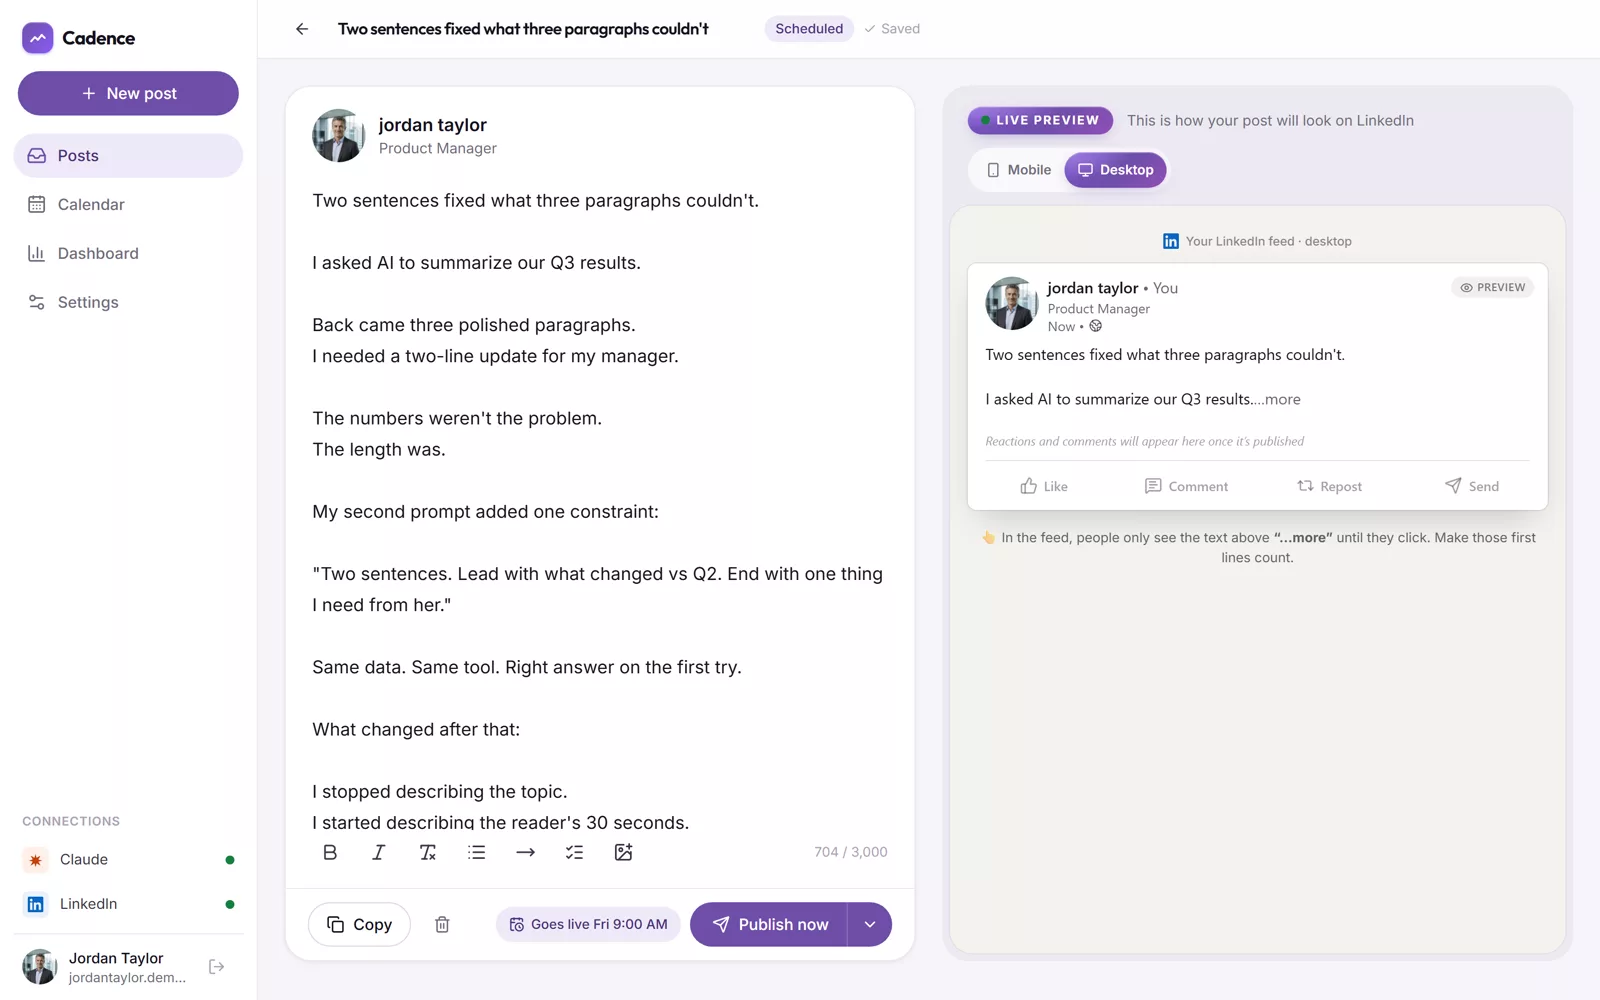 Cadence
New post
Posts
Calendar
Dashboard
Settings
CONNECTIONS
Claude
LinkedIn
Jordan Taylor
jordantaylor.dem...
Two sentences fixed what three paragraphs couldn't
Scheduled
Saved
jordan taylor
Product Manager
Two sentences fixed what three paragraphs couldn't.
I asked AI to summarize our Q3 results.
Back came three polished paragraphs.
I needed a two-line update for my manager.
The numbers weren't the problem.
The length was.
My second prompt added one constraint:
"Two sentences. Lead with what changed vs Q2. End with one thing
I need from her."
Same data. Same tool. Right answer on the first try.
What changed after that:
I stopped describing the topic.
I started describing the reader's 30 seconds.
704 / 3,000
Copy
Goes live Fri 9:00 AM
Publish now
LIVE PREVIEW
This is how your post will look on LinkedIn
Mobile
Desktop
Your LinkedIn feed · desktop
jordan taylor • You
PREVIEW
Product Manager
Now •
Two sentences fixed what three paragraphs couldn't.
I asked AI to summarize our Q3 results....more
Reactions and comments will appear here once it's published
Like
Comment
Repost
Send
👆 In the feed, people only see the text above “…more” until they click. Make those first
lines count.